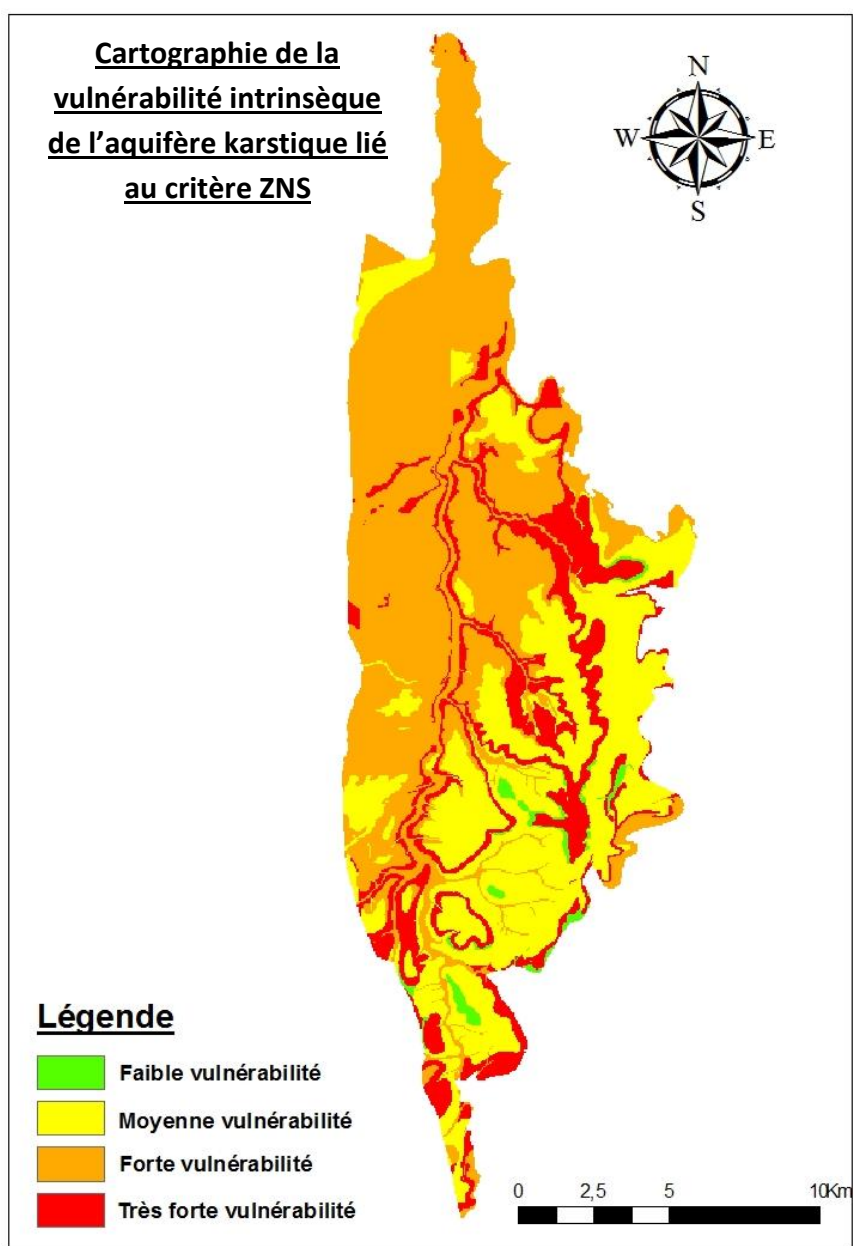 Cartographie de la
vulnérabilité intrinsèque
de l'aquifère karstique lié
au critère ZNS
N
W E
S
Légende
Faible vulnérabilité
Moyenne vulnérabilité
Forte vulnérabilité
Très forte vulnérabilité
0 2,5 5 10Km